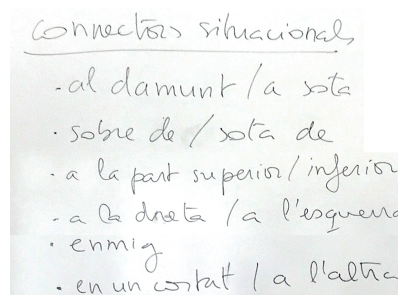 connectors situacionals
· al damunt / a sota
· sobre de / sota de
· a la part superior / inferior
· a la dreta / a l'esquerra
· enmig
· en un costat / a l'altra